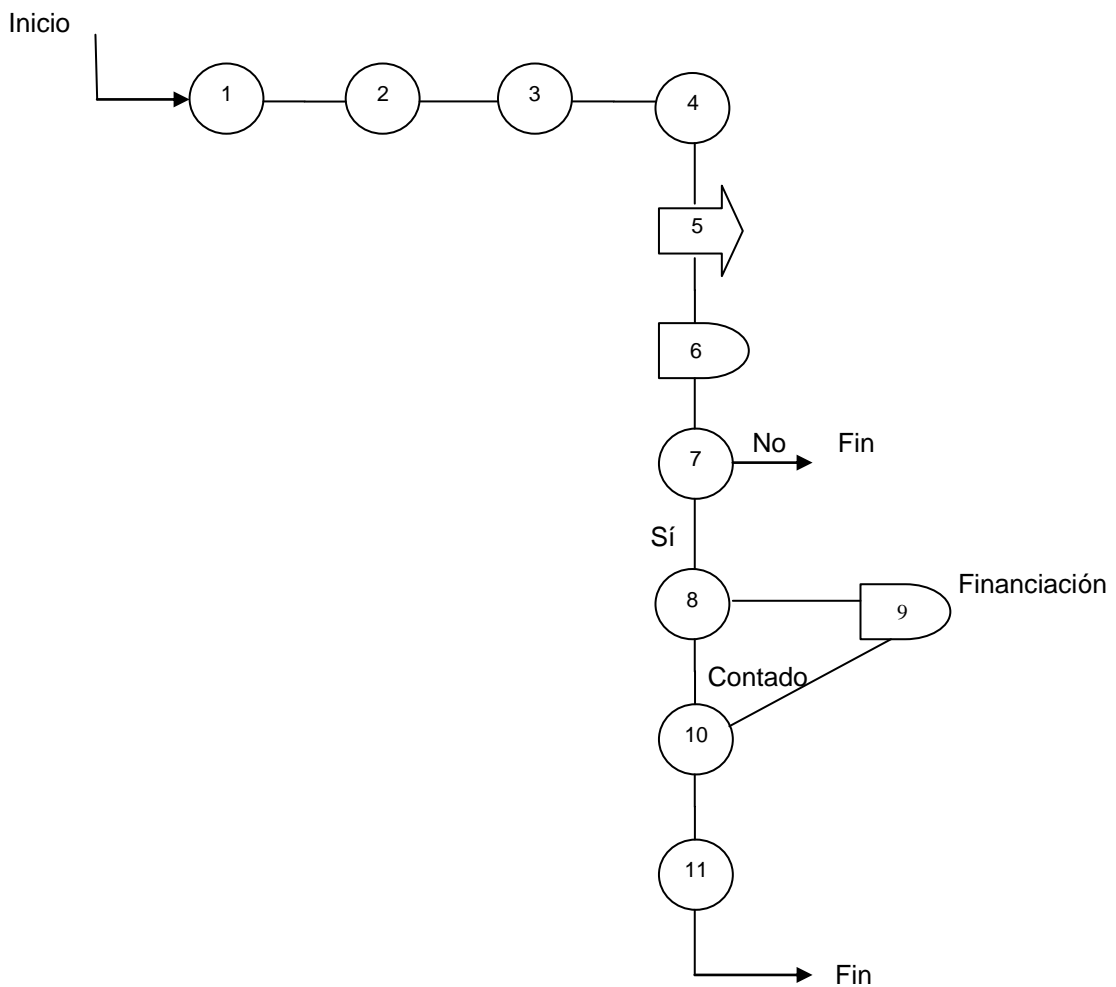 Inicio
1 2 3 4
5
6
7 No Fin
Sí
8 9 Financiación
Contado
10
11
Fin